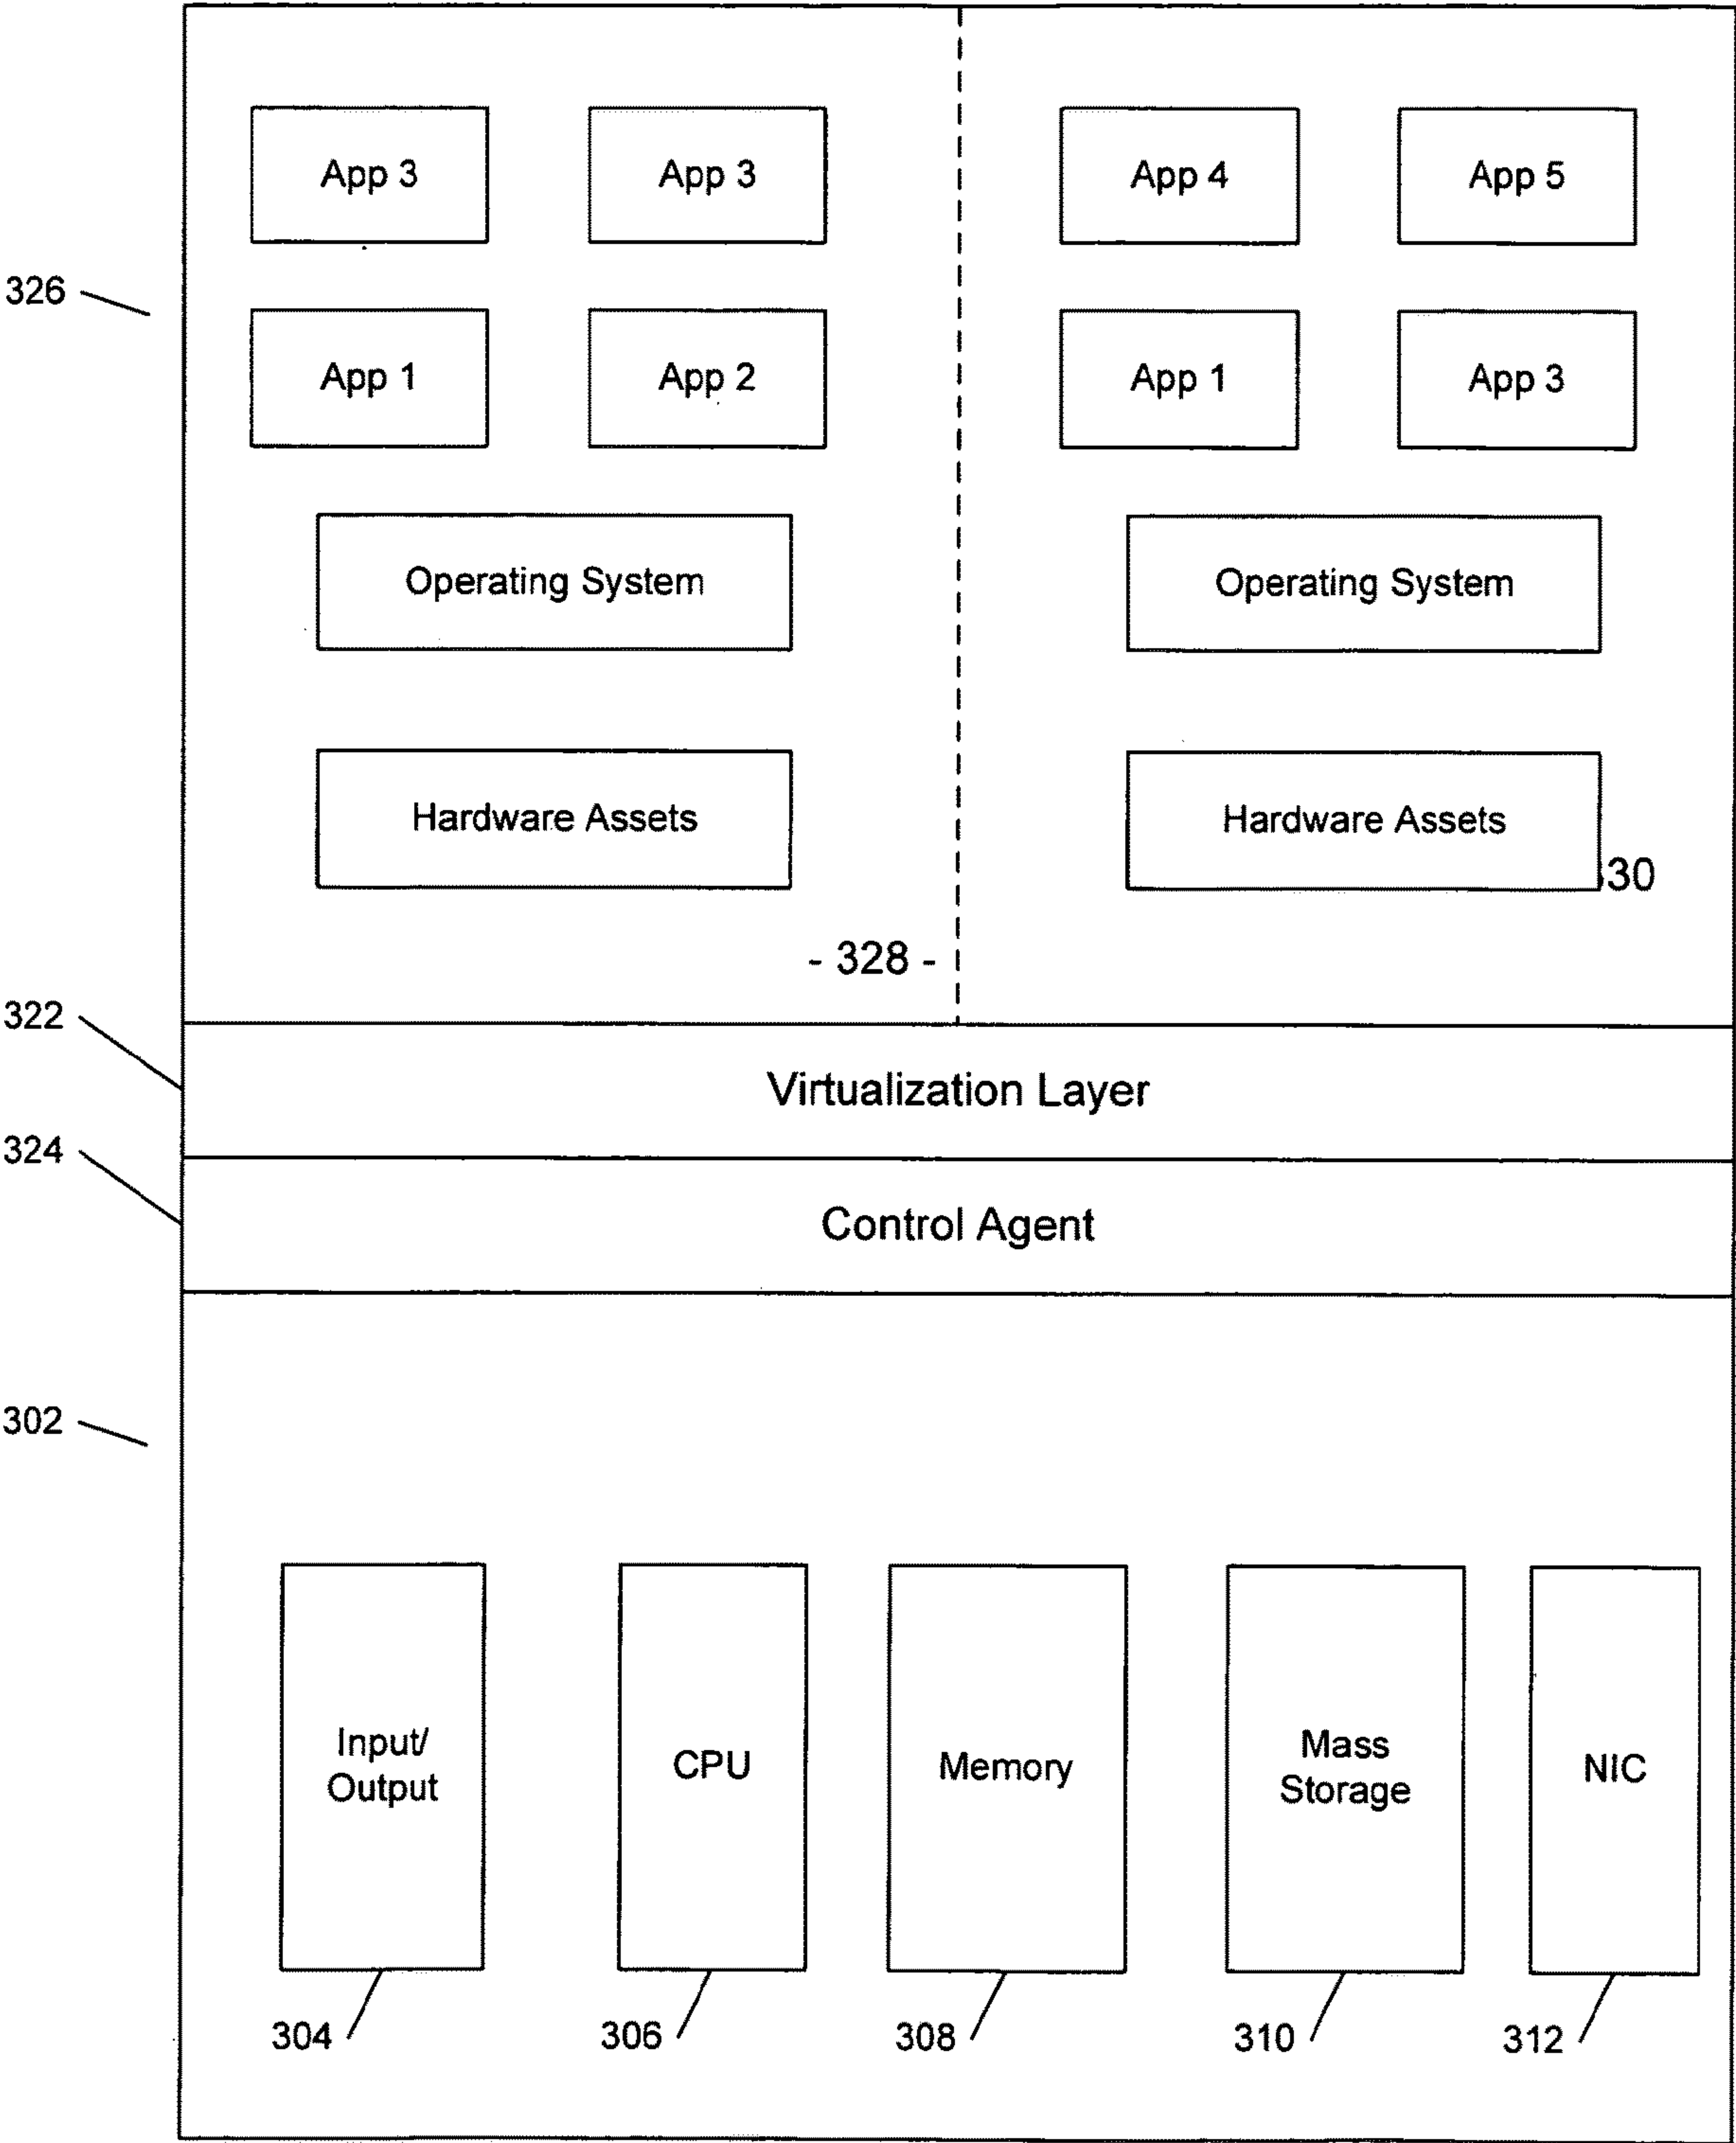 App 3
App 3
App 4
App 5
326
App 1
App 2
App 1
App 3
Operating System
Operating System
Hardware Assets
Hardware Assets
30
- 328 -
322
Virtualization Layer
324
Control Agent
302
Input/
Output
CPU
Memory
Mass
Storage
NIC
304
306
308
310
312